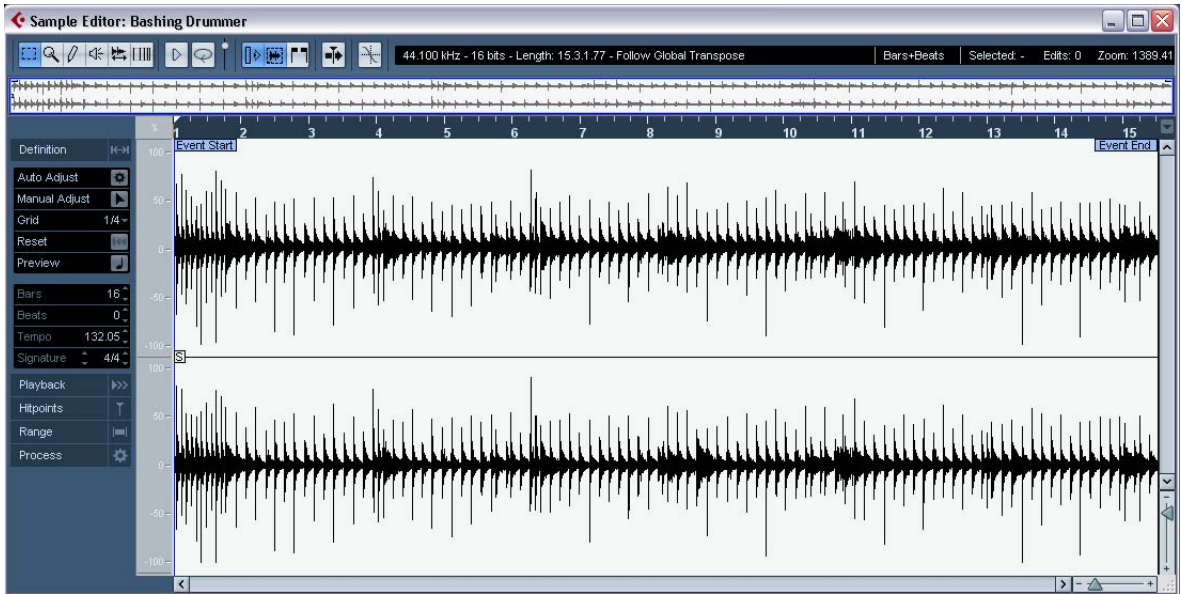 Sample Editor: Bashing Drummer
44.100 kHz - 16 bits - Length: 15.3.1.77 - Follow Global Transpose Bars+Beats Selected: - Edits: 0 Zoom: 1389.41
% 1 2 3 4 5 6 7 8 9 10 11 12 13 14 15
Event Start Event End
Definition
Auto Adjust
Manual Adjust
Grid 1/4
Reset
Preview
Bars 16
Beats 0
Tempo 132.05
Signature 4/4
Playback
Hitpoints
Range
Process
100
50
0
-50
-100
S
100
50
0
-50
-100